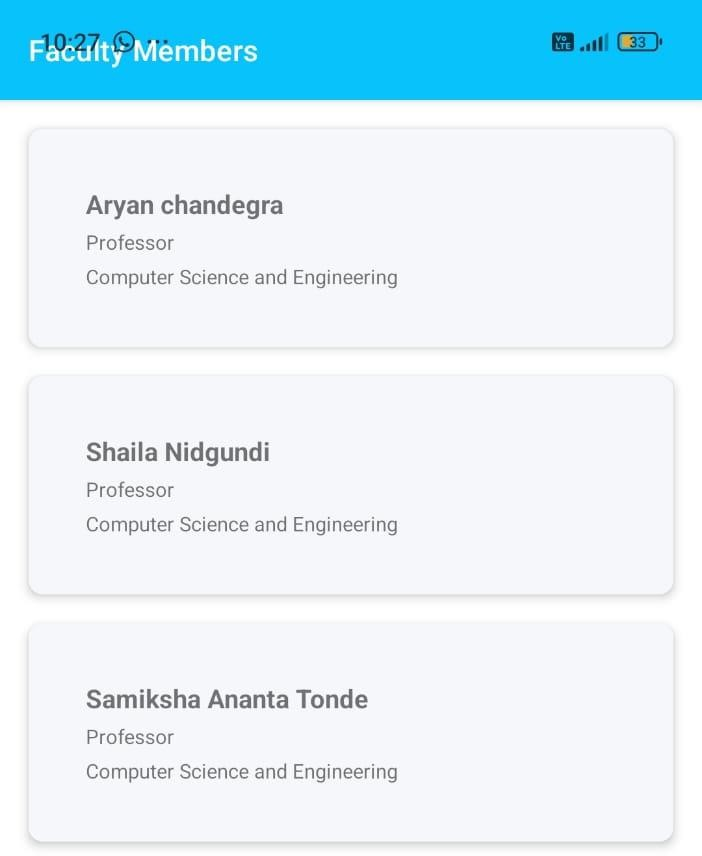 10:27
Vo LTE
33
Faculty Members
Aryan chandegra
Professor
Computer Science and Engineering
Shaila Nidgundi
Professor
Computer Science and Engineering
Samiksha Ananta Tonde
Professor
Computer Science and Engineering